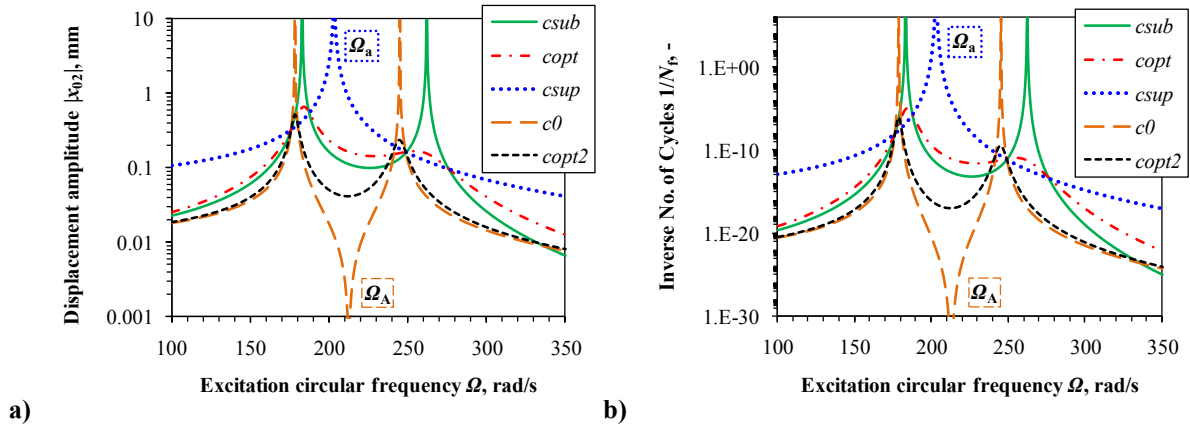 Displacement amplitude |x₀₂|, mm
10
1
0.1
0.01
0.001
100 150 200 250 300 350
Excitation circular frequency Ω, rad/s
Ωa
ΩA
csub
copt
csup
c0
copt2
a)
Inverse No. of Cycles 1/Nf, -
1.E+00
1.E-10
1.E-20
1.E-30
100 150 200 250 300 350
Excitation circular frequency Ω, rad/s
Ωa
ΩA
csub
copt
csup
c0
copt2
b)